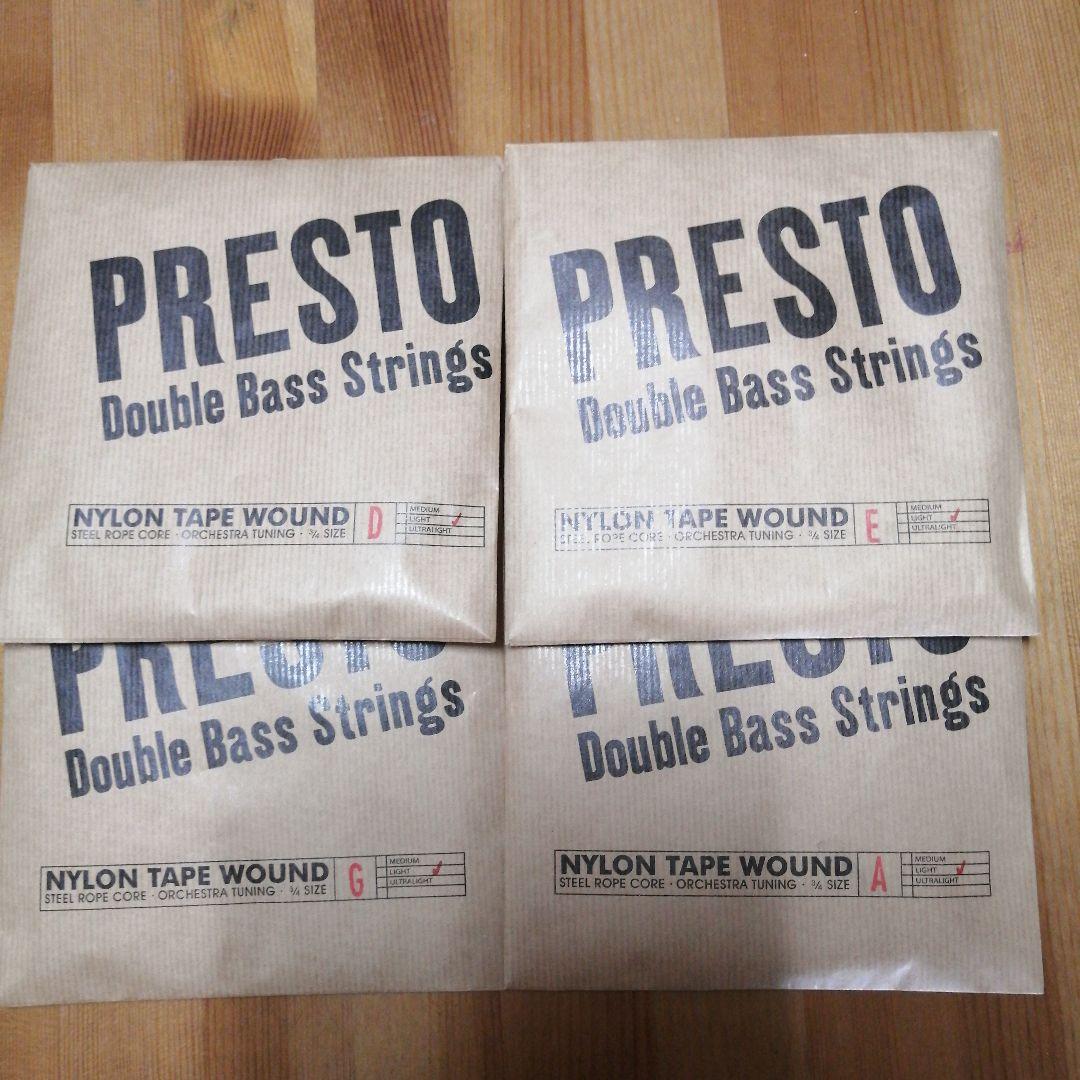 PRESTO
Double Bass Strings
NYLON TAPE WOUND
STEEL ROPE CORE · ORCHESTRA TUNING · ¾ SIZE
D
MEDIUM
LIGHT ✓
ULTRALIGHT
PRESTO
Double Bass Strings
NYLON TAPE WOUND
STEEL ROPE CORE · ORCHESTRA TUNING · ¾ SIZE
E
MEDIUM
LIGHT ✓
ULTRALIGHT
PRESTO
Double Bass Strings
NYLON TAPE WOUND
STEEL ROPE CORE · ORCHESTRA TUNING · ¾ SIZE
G
MEDIUM
LIGHT ✓
ULTRALIGHT
PRESTO
Double Bass Strings
NYLON TAPE WOUND
STEEL ROPE CORE · ORCHESTRA TUNING · ¾ SIZE
A
MEDIUM
LIGHT ✓
ULTRALIGHT